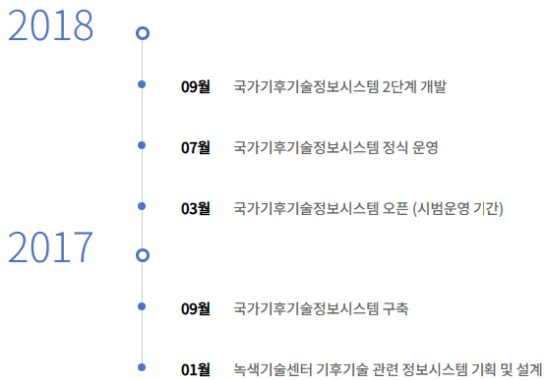 2018
09월 국가기후기술정보시스템 2단계 개발
07월 국가기후기술정보시스템 정식 운영
03월 국가기후기술정보시스템 오픈 (시범운영 기간)
2017
09월 국가기후기술정보시스템 구축
01월 녹색기술센터 기후기술 관련 정보시스템 기획 및 설계